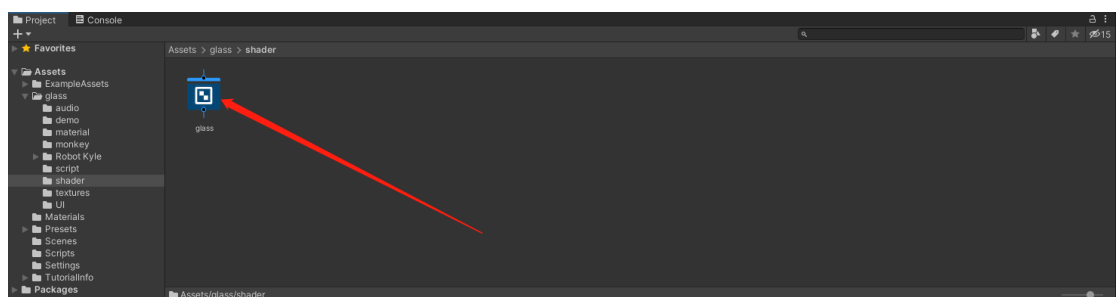 Project Console
15
Favorites
Assets > glass > shader
Assets
ExampleAssets
glass
audio
demo
material
monkey
Robot Kyle
script
shader
textures
UI
Materials
Presets
Scenes
Scripts
Settings
TutorialInfo
Packages
glass
Assets/glass/shader